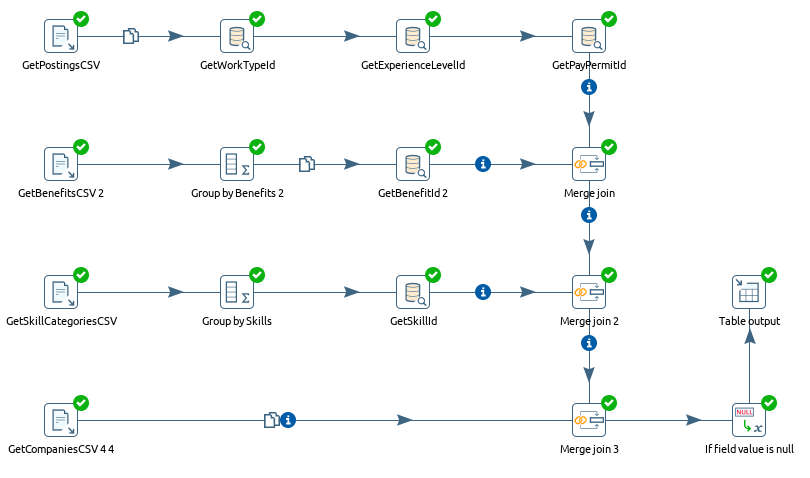 GetPostingsCSV
GetWorkTypeId
GetExperienceLevelId
GetPayPermitId
GetBenefitsCSV 2
Group by Benefits 2
GetBenefitId 2
Merge join
GetSkillCategoriesCSV
Group by Skills
GetSkillId
Merge join 2
Table output
GetCompaniesCSV 4 4
Merge join 3
NULL
x
If field value is null